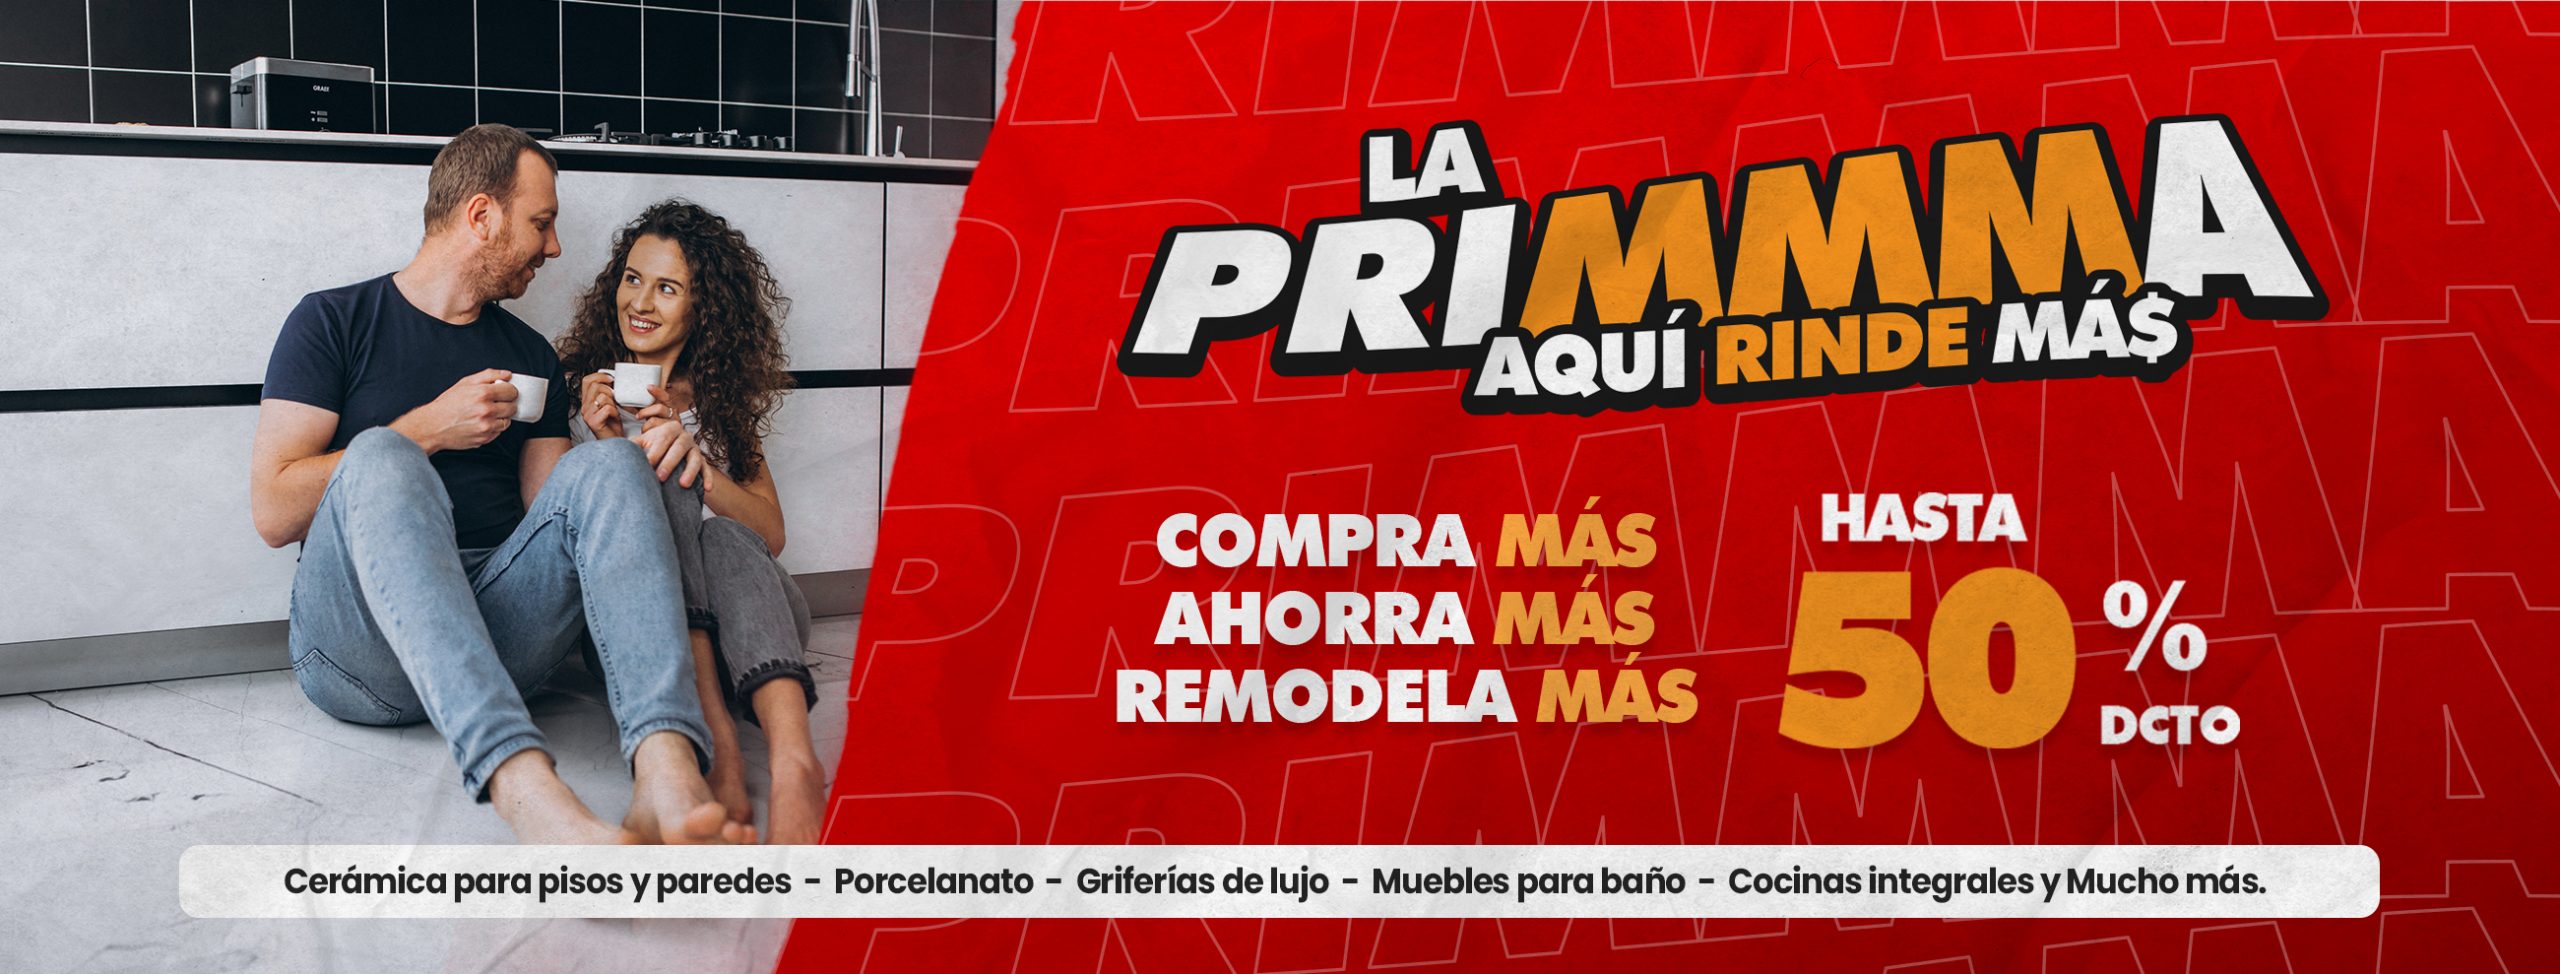 GRAEF
LA
PRIMMMA
AQUÍ RINDE MÁ$
COMPRA MÁS
AHORRA MÁS
REMODELA MÁS
HASTA
50%
DCTO
Cerámica para pisos y paredes - Porcelanato - Griferías de lujo - Muebles para baño - Cocinas integrales y Mucho más.